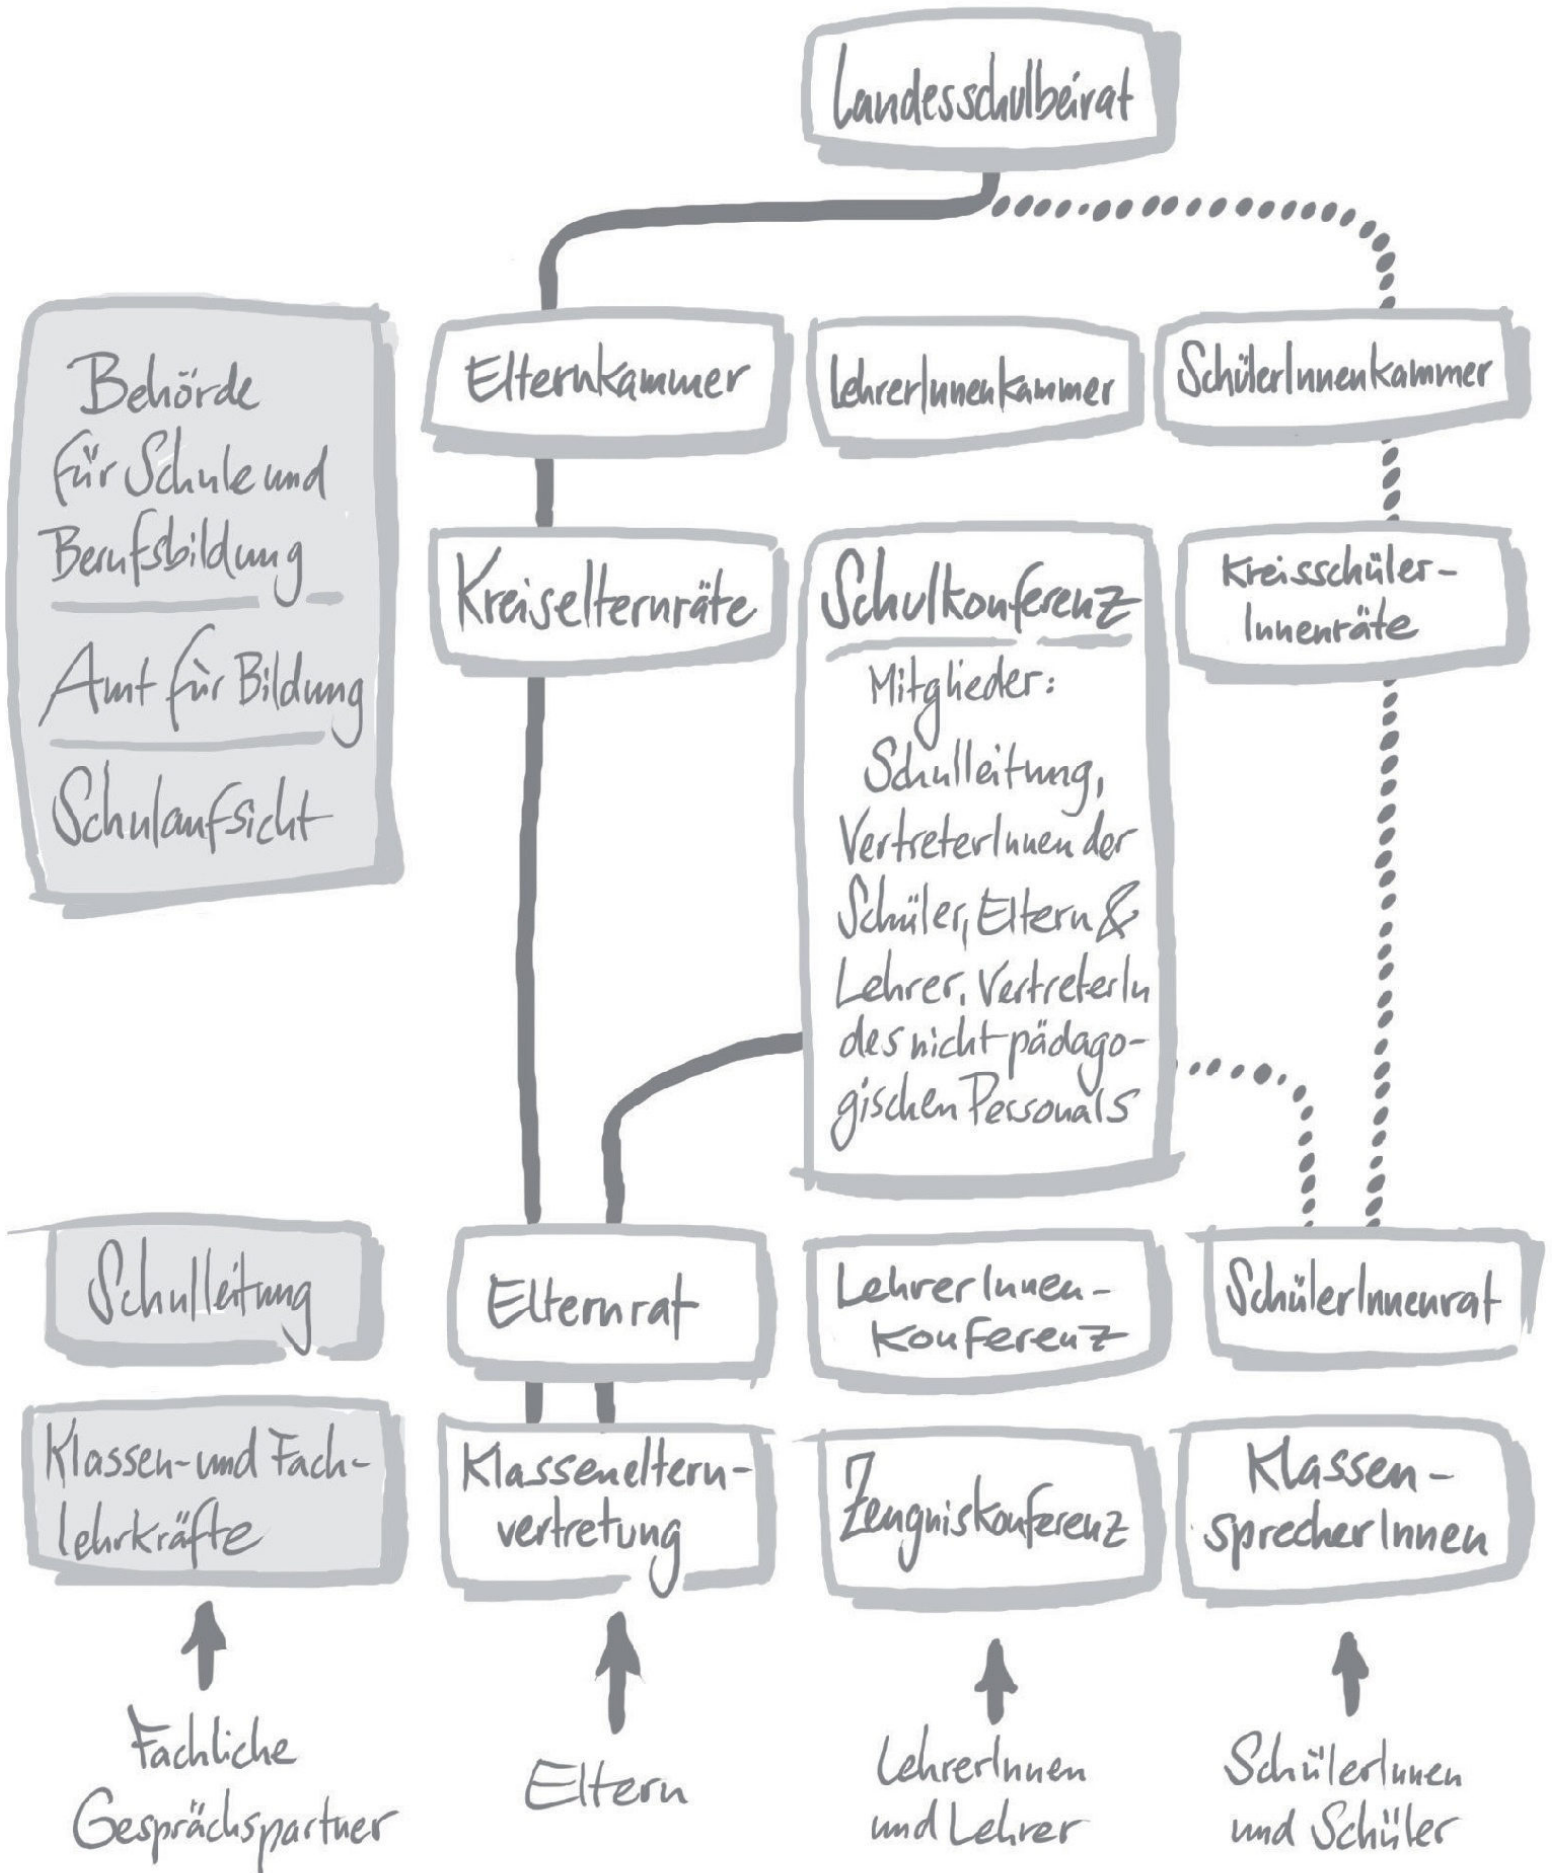 Landesschulbeirat
Behörde
für Schule und
Berufsbildung
Amt für Bildung
Schulaufsicht
Elternkammer
LehrerInnenkammer
SchülerInnenkammer
Kreiselternräte
Schulkonferenz
Mitglieder:
Schulleitung,
VertreterInnen der
Schüler, Eltern &
Lehrer, VertreterIn
des nicht pädago-
gischen Personals
Kreisschüler-
Innenräte
Schulleitung
Elternrat
LehrerInnen-
Konferenz
SchülerInnenrat
Klassen- und Fach-
lehrkräfte
Klasseneltern-
vertretung
Zeugniskonferenz
Klassen-
sprecherInnen
Fachliche
Gesprächspartner
Eltern
LehrerInnen
und Lehrer
SchülerInnen
und Schüler